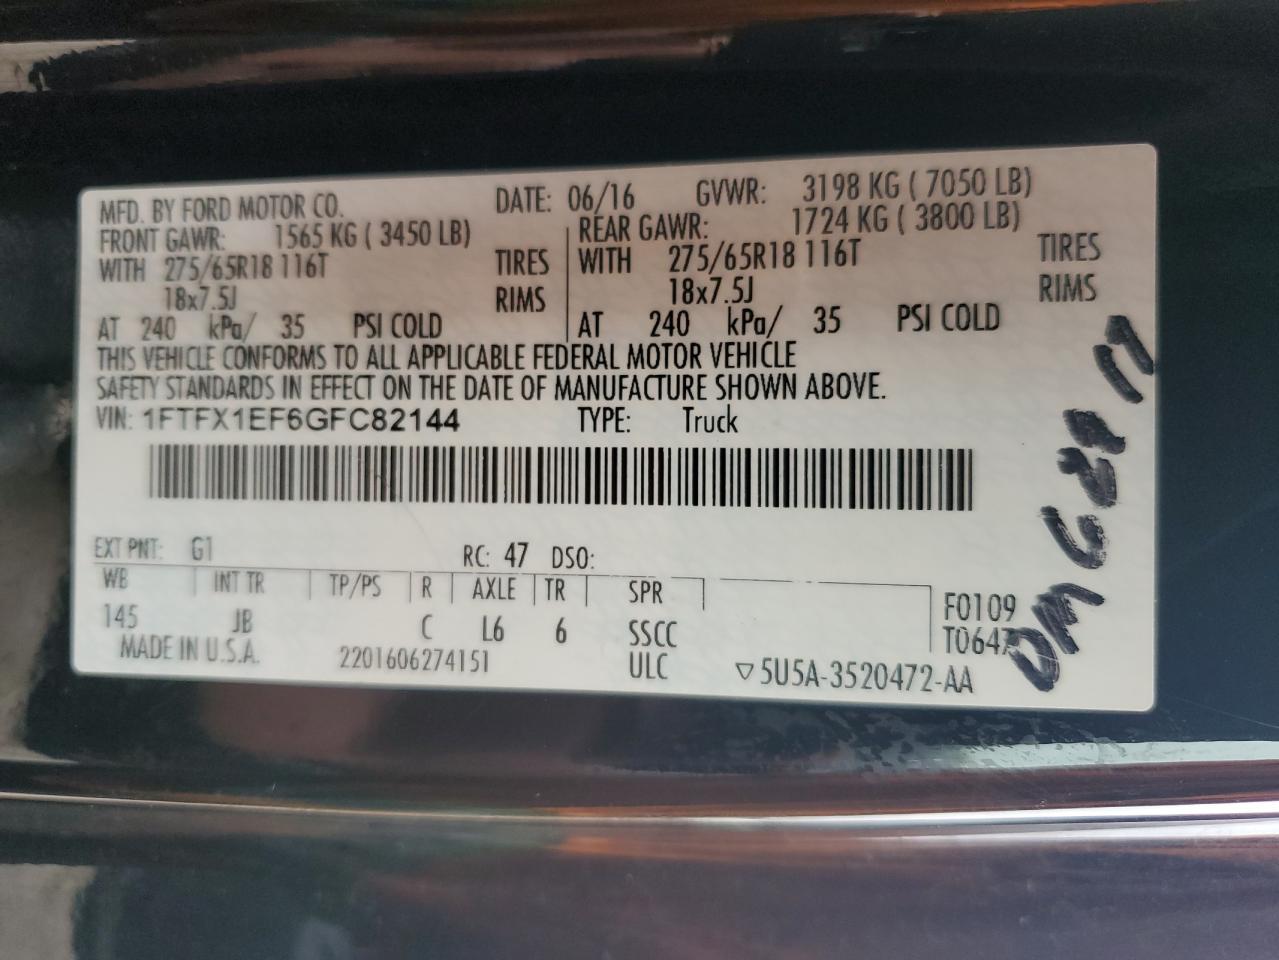 MFD. BY FORD MOTOR CO. DATE: 06/16 GVWR: 3198 KG ( 7050 LB)
FRONT GAWR: 1565 KG ( 3450 LB) REAR GAWR: 1724 KG ( 3800 LB)
WITH 275/65R18 116T TIRES WITH 275/65R18 116T TIRES
18x7.5J RIMS 18x7.5J RIMS
AT 240 kPa/ 35 PSI COLD AT 240 kPa/ 35 PSI COLD
THIS VEHICLE CONFORMS TO ALL APPLICABLE FEDERAL MOTOR VEHICLE
SAFETY STANDARDS IN EFFECT ON THE DATE OF MANUFACTURE SHOWN ABOVE.
VIN: 1FTFX1EF6GFC82144 TYPE: Truck
EXT PNT: G1 RC: 47 DSO:
WB INT TR TP/PS R AXLE TR SPR
145 JB C L6 6 SSCC F0109
MADE IN U.S.A. 2201606274151 ULC T0647
▽5U5A-3520472-AA